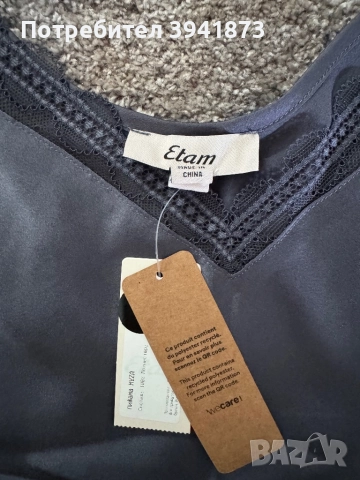 Потребител 3941873
Etam
MADE IN
CHINA
Ce produit contient
du polyester recyclé.
Pour en savoir plus
scannez le QR code.
This product contains
recycled polyester.
For more information
scan the QR code.
wecare!
BAZAR
.bg